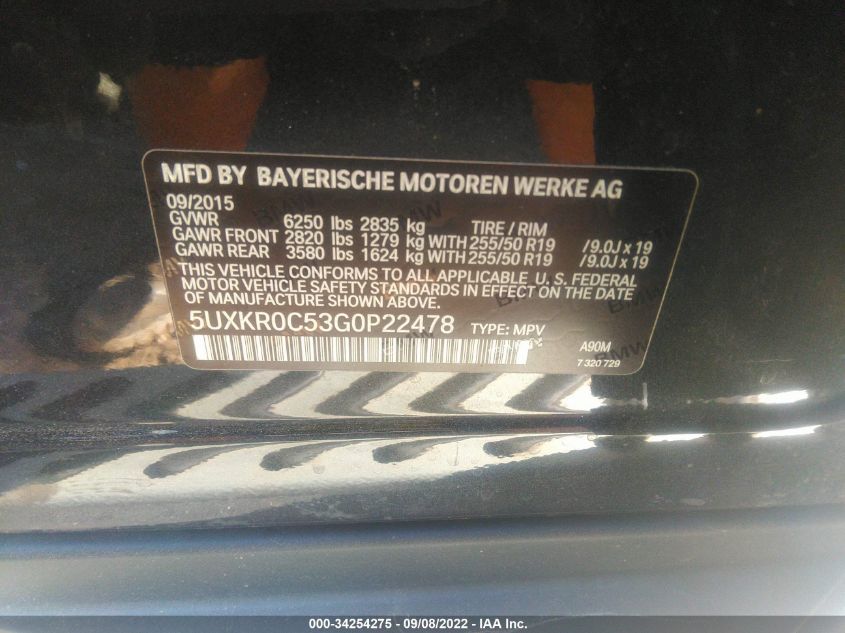 MFD BY BAYERISCHE MOTOREN WERKE AG
09/2015
GVWR 6250 lbs 2835 kg TIRE / RIM
GAWR FRONT 2820 lbs 1279 kg WITH 255/50 R19 /9.0J x 19
GAWR REAR 3580 lbs 1624 kg WITH 255/50 R19 /9.0J x 19
THIS VEHICLE CONFORMS TO ALL APPLICABLE U. S. FEDERAL
MOTOR VEHICLE SAFETY STANDARDS IN EFFECT ON THE DATE
OF MANUFACTURE SHOWN ABOVE.
5UXKR0C53G0P22478 TYPE: MPV
A90M
7 320 729
000-34254275 - 09/08/2022 - IAA Inc.